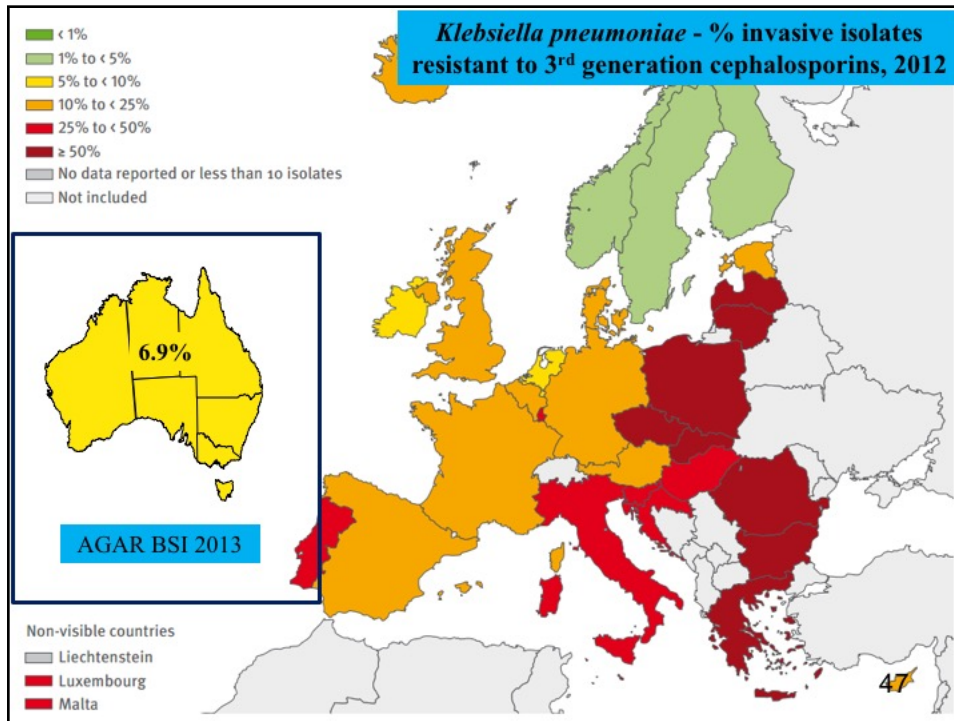 Klebsiella pneumoniae - % invasive isolates
resistant to 3rd generation cephalosporins, 2012
< 1%
1% to < 5%
5% to < 10%
10% to < 25%
25% to < 50%
≥ 50%
No data reported or less than 10 isolates
Not included
6.9%
AGAR BSI 2013
Non-visible countries
Liechtenstein
Luxembourg
Malta
47